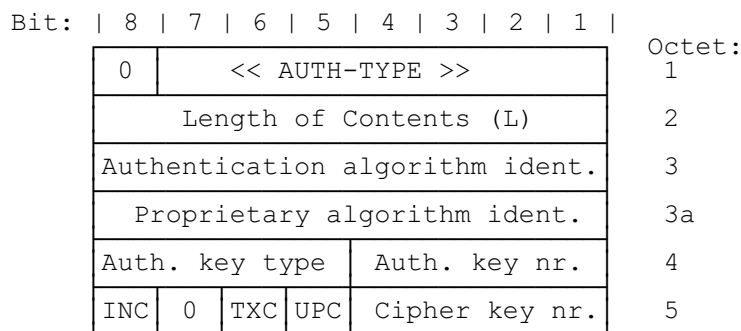 Bit: | 8 | 7 | 6 | 5 | 4 | 3 | 2 | 1 |
Octet:
0 << AUTH-TYPE >> 1
Length of Contents (L) 2
Authentication algorithm ident. 3
Proprietary algorithm ident. 3a
Auth. key type Auth. key nr. 4
INC 0 TXC UPC Cipher key nr. 5